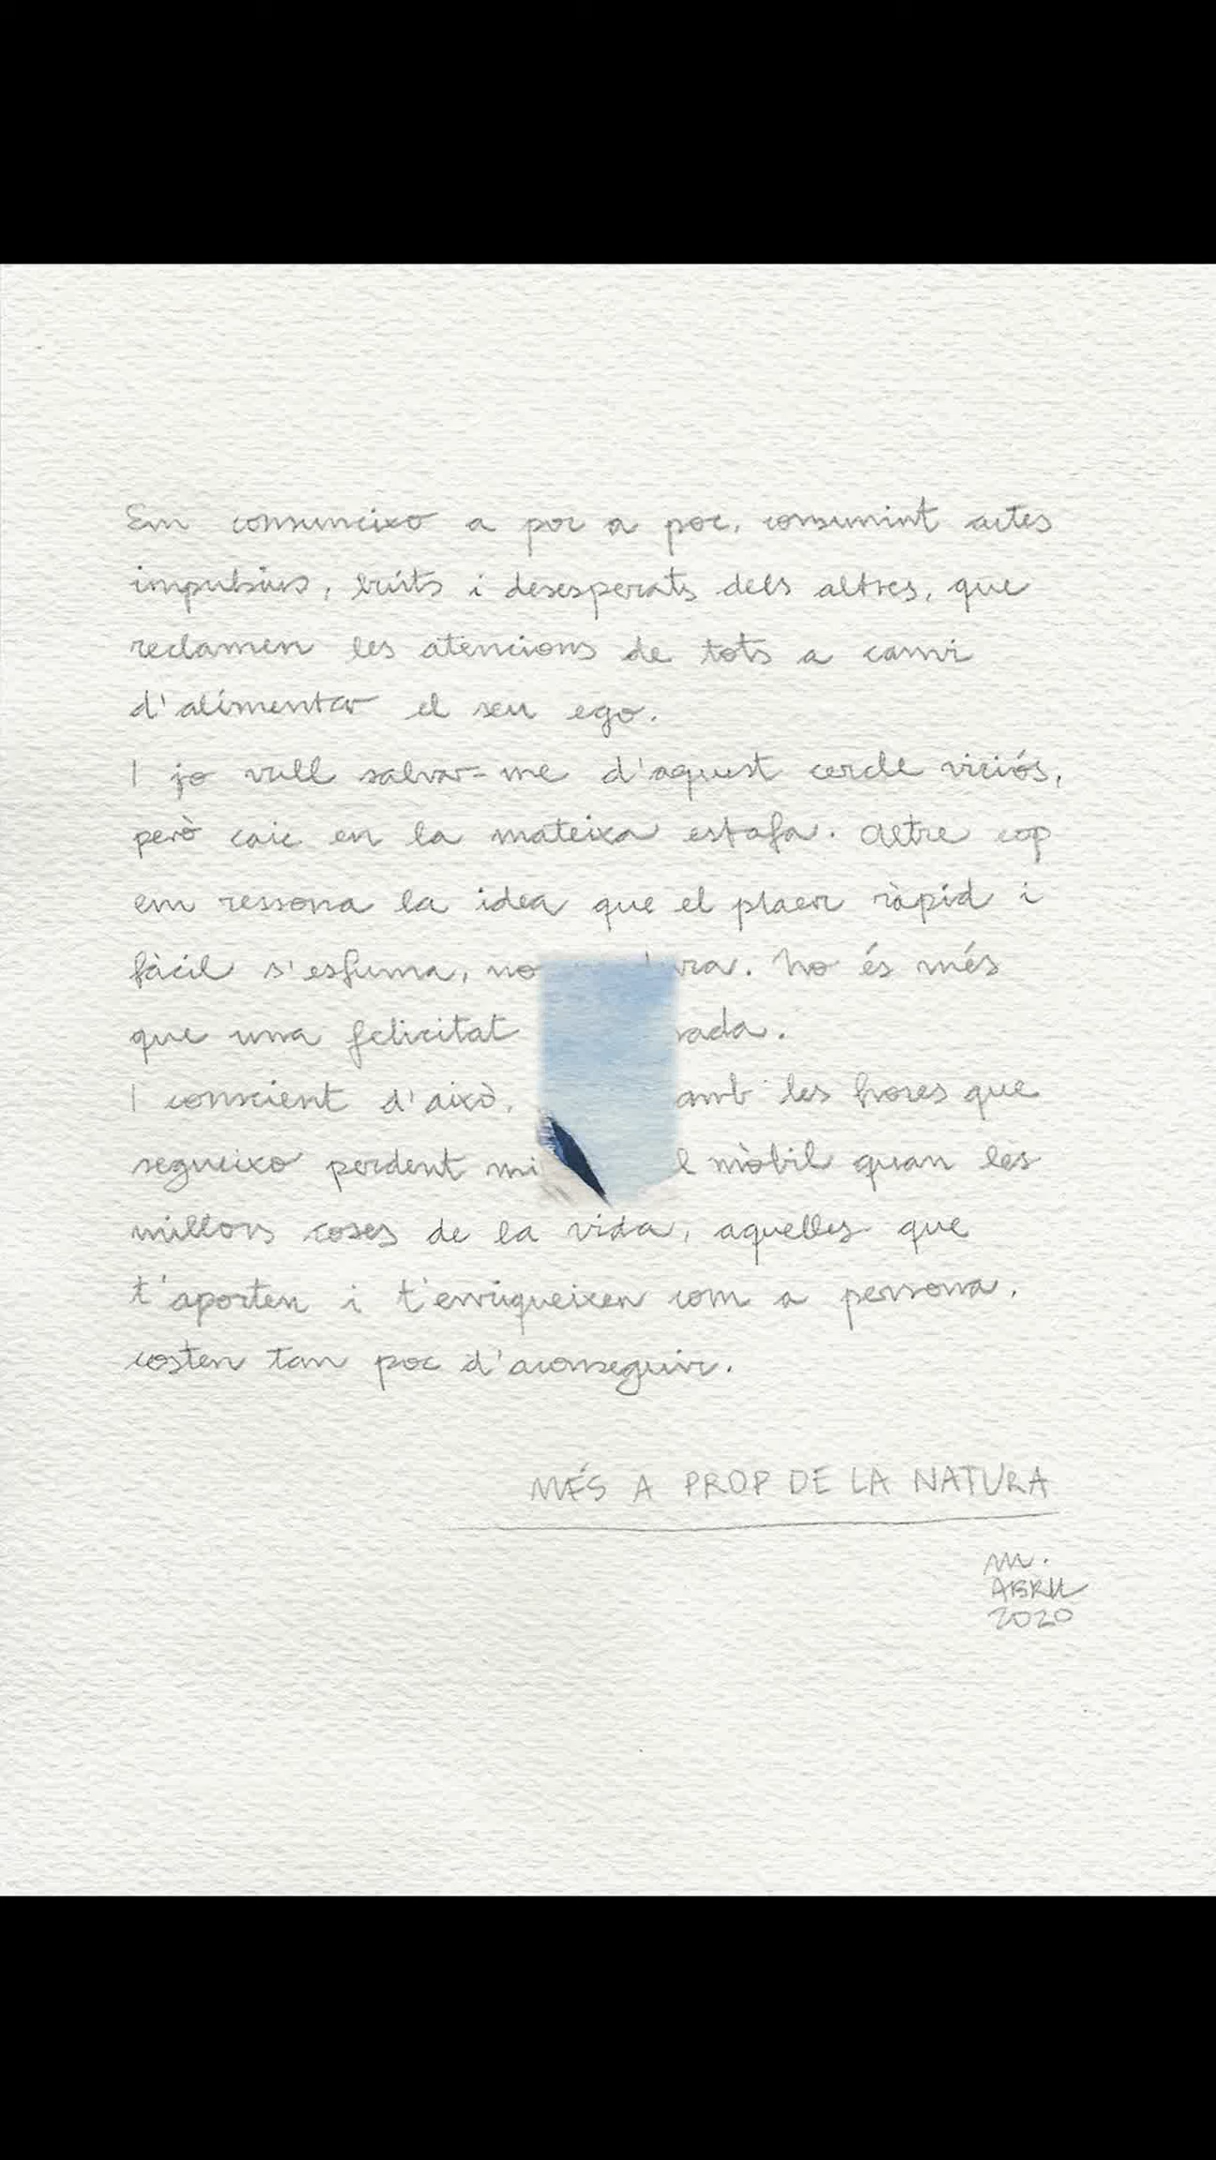 Em consumeixo a poc a poc, consumint actes
impulsius, bruts i desesperats dels altres, que
reclamen les atencions de tots a canvi
d'alimentar el seu ego.
I jo vull salvar-me d'aquest cercle viciós,
però caic en la mateixa estafa. Altre cop
em ressona la idea que el plaer ràpid i
fàcil s'esfuma, no. No és més
que una felicitat
I conscient d'això, amb les hores que
segueixo perdent mòbil quan les
millors coses de la vida, aquelles que
t'aporten i t'enriqueixen com a persona,
costen tan poc d'aconseguir.
MÉS A PROP DE LA NATURA
M.
ABRIL
2020